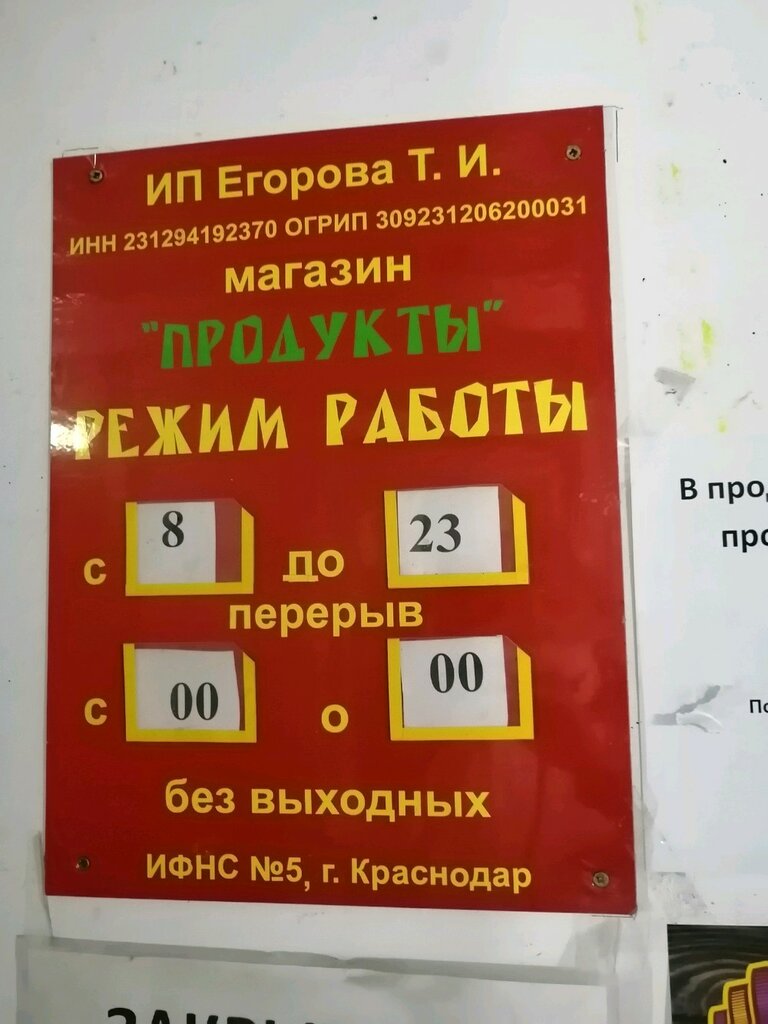 ИП Егорова Т. И.
ИНН 231294192370 ОГРИП 309231206200031
магазин
"ПРОДУКТЫ"
РЕЖИМ РАБОТЫ
с 8 до 23
перерыв
с 00 о 00
без выходных
ИФНС №5, г. Краснодар
В про
про